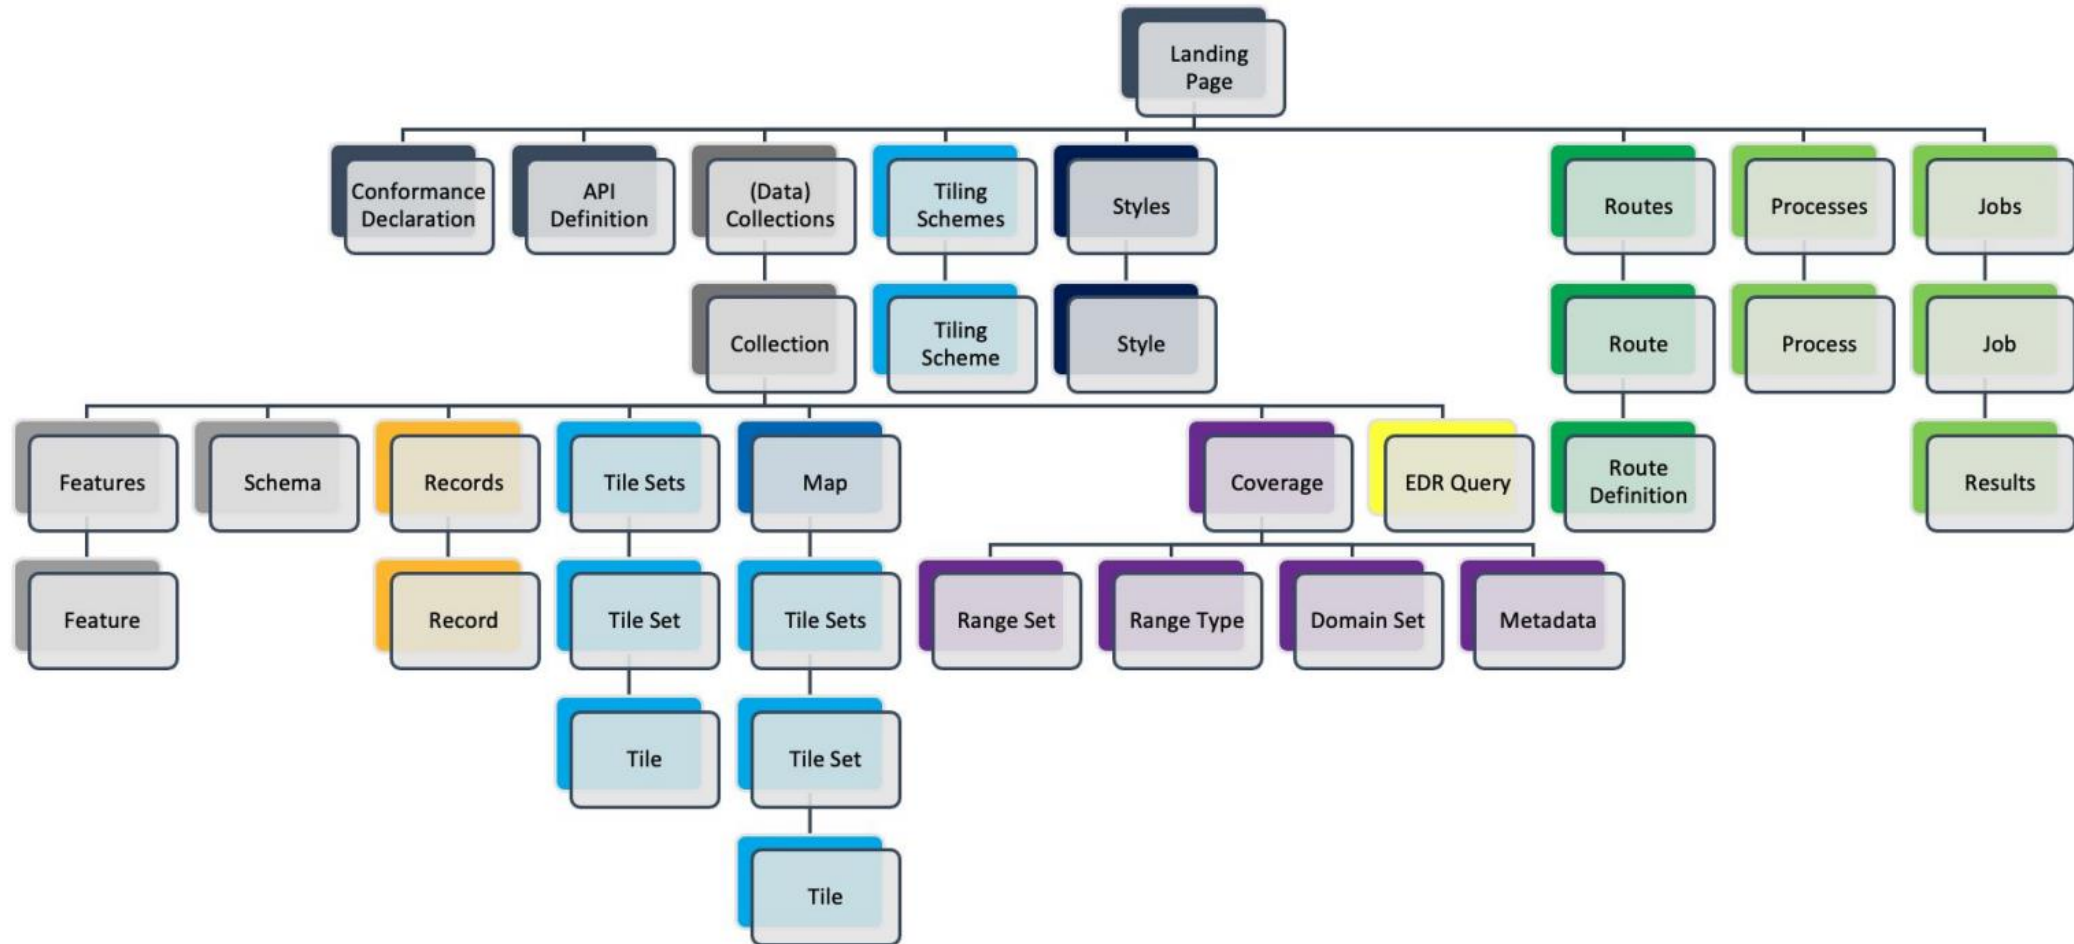 Landing
Page
Conformance
Declaration
API
Definition
(Data)
Collections
Tiling
Schemes
Styles
Routes
Processes
Jobs
Collection
Tiling
Scheme
Style
Route
Process
Job
Features
Schema
Records
Tile Sets
Map
Coverage
EDR Query
Route
Definition
Results
Feature
Record
Tile Set
Tile Sets
Range Set
Range Type
Domain Set
Metadata
Tile
Tile Set
Tile